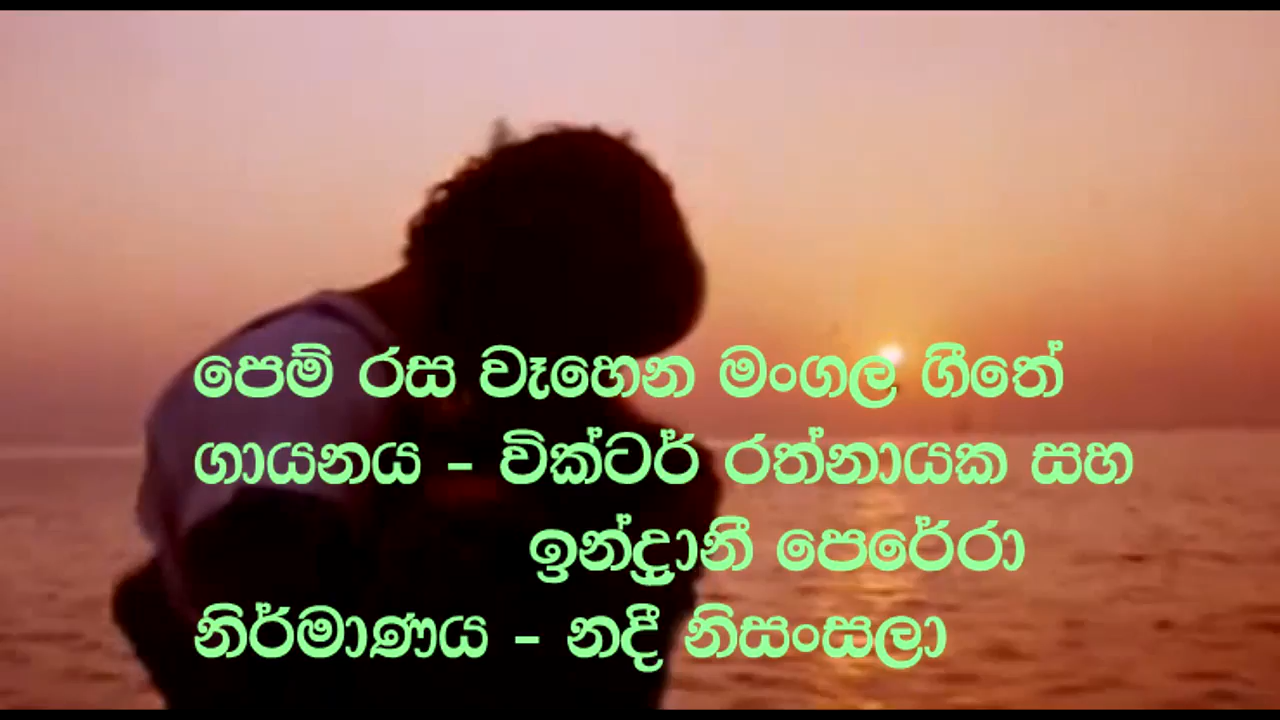 පෙම් රස වෑහෙන මංගල ගීතේ
ගායනය - වික්ටර් රත්නායක සහ
ඉන්ද්‍රානී පෙරේරා
නිර්මාණය - නදී නිසංසලා